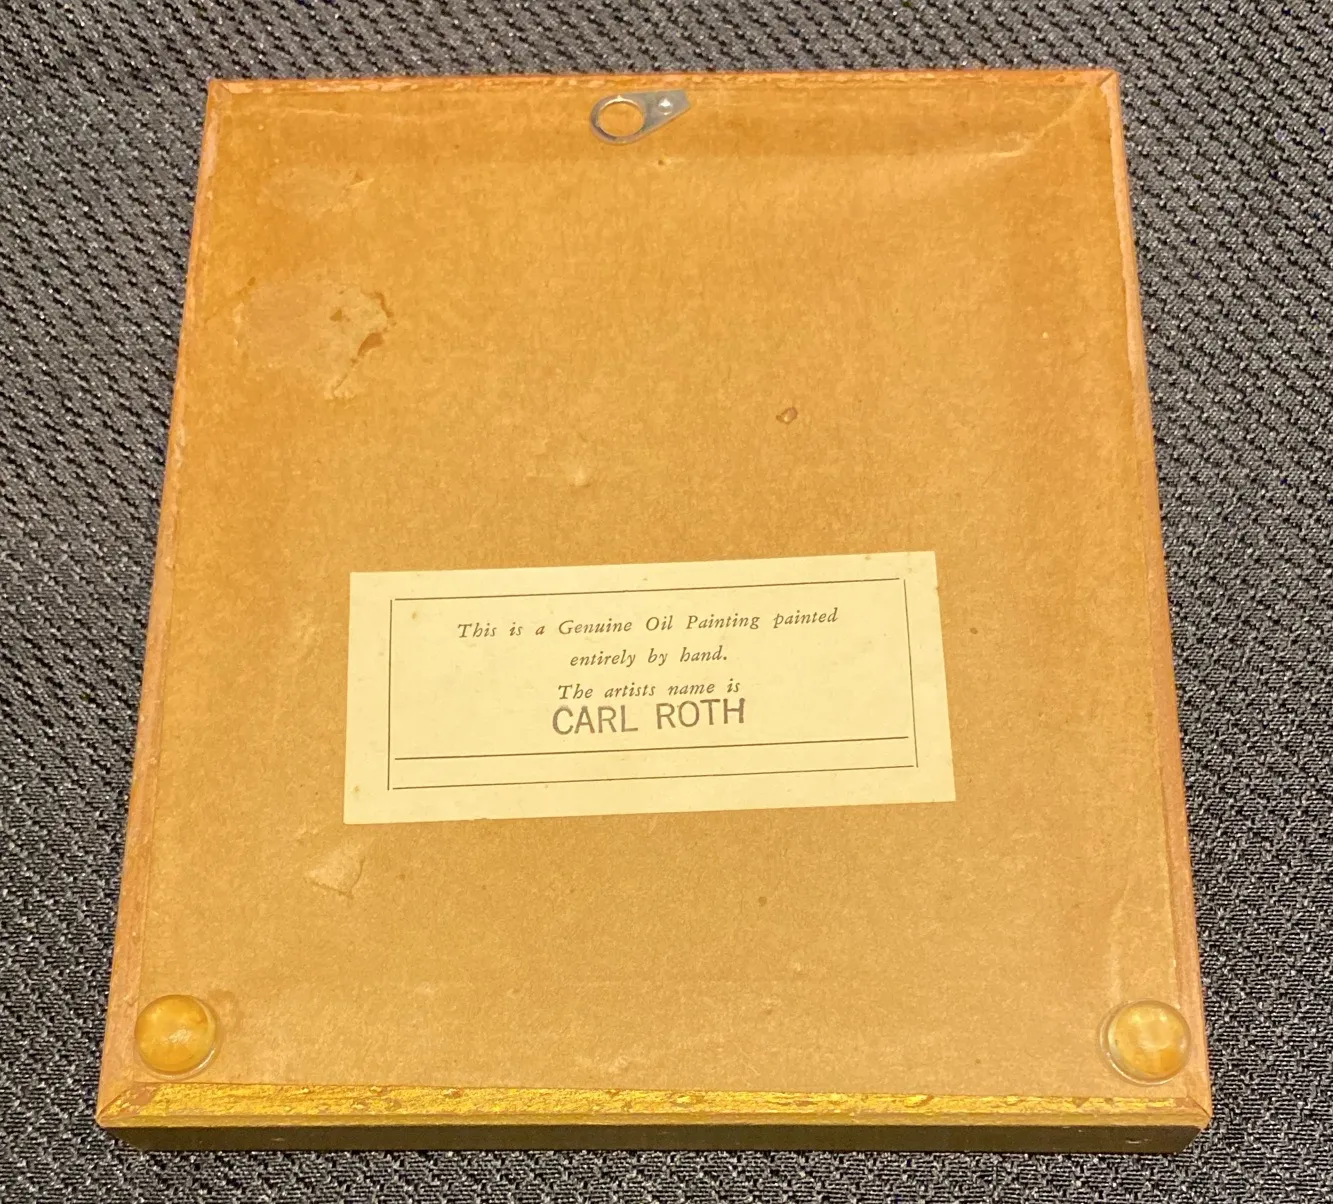 This is a Genuine Oil Painting painted
entirely by hand.
The artists name is
CARL ROTH